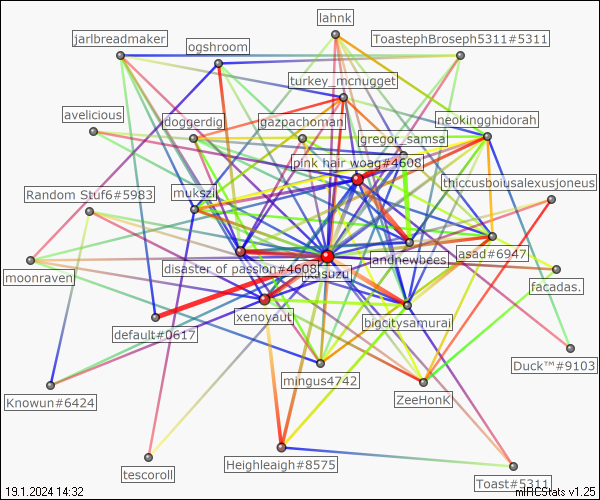 lahnk
jarlbreadmaker
ogshroom
ToastephBroseph5311#5311
turkey_mcnugget
avelicious
doggerdig
gazpachoman
neokingghidorah
gregor_samsa
pink hair woag#4608
Random Stuf6#5983
mukszii
thiccusboiusalexusjoneus
moonraven
disaster of passion#4608
andnewbees
asad#6947
facadas.
xenoyaut
default#0617
bigcitysamurai
Duck™#9103
mingus4742
Knowun#6424
ZeeHonK
tescoroll
Heighleaigh#8575
Toast#5311
19.1.2024 14:32
mIRCStats v1.25